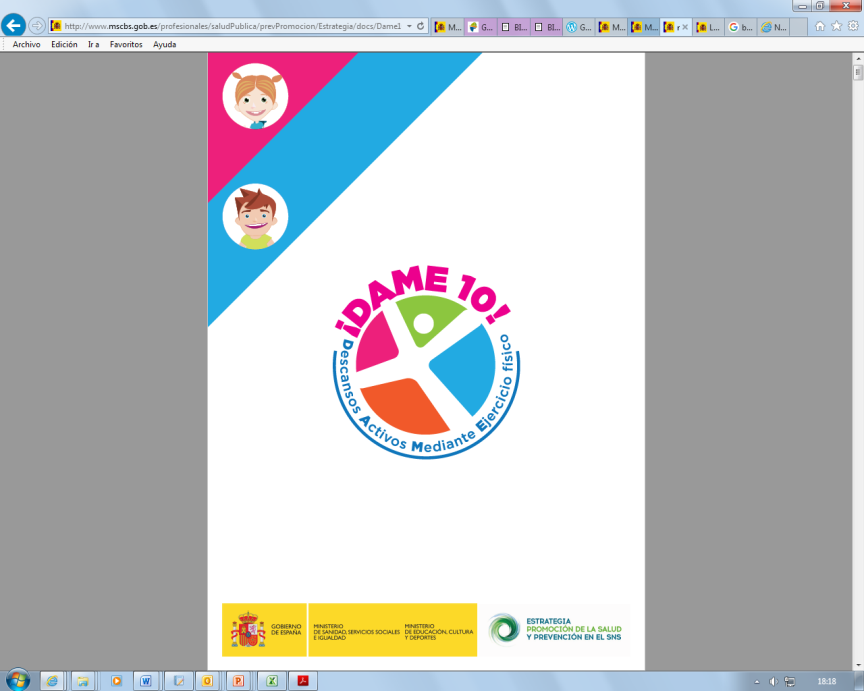 http://www.mscbs.gob.es/profesionales/saludPublica/prevPromocion/Estrategia/docs/Dame1
M...
G...
BI...
BI...
G...
M...
M...
r
L...
b...
N...
Archivo Edición Ir a Favoritos Ayuda
¡DAME 10!
Descansos Activos Mediante Ejercicio físico
GOBIERNO
DE ESPAÑA
MINISTERIO
DE SANIDAD, SERVICIOS SOCIALES
E IGUALDAD
MINISTERIO
DE EDUCACIÓN, CULTURA
Y DEPORTES
ESTRATEGIA
PROMOCIÓN DE LA SALUD
Y PREVENCIÓN EN EL SNS
18:18